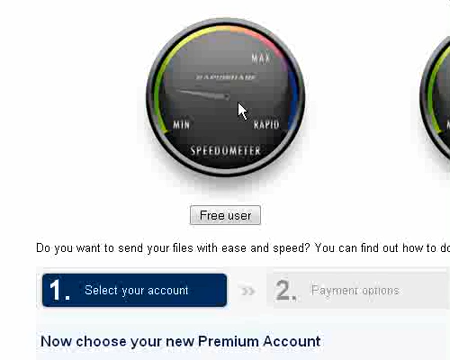 MAX
RAPIDSHARE
MIN
RAPID
SPEEDOMETER
Free user
Do you want to send your files with ease and speed? You can find out how to do
1. Select your account >> 2. Payment options
Now choose your new Premium Account